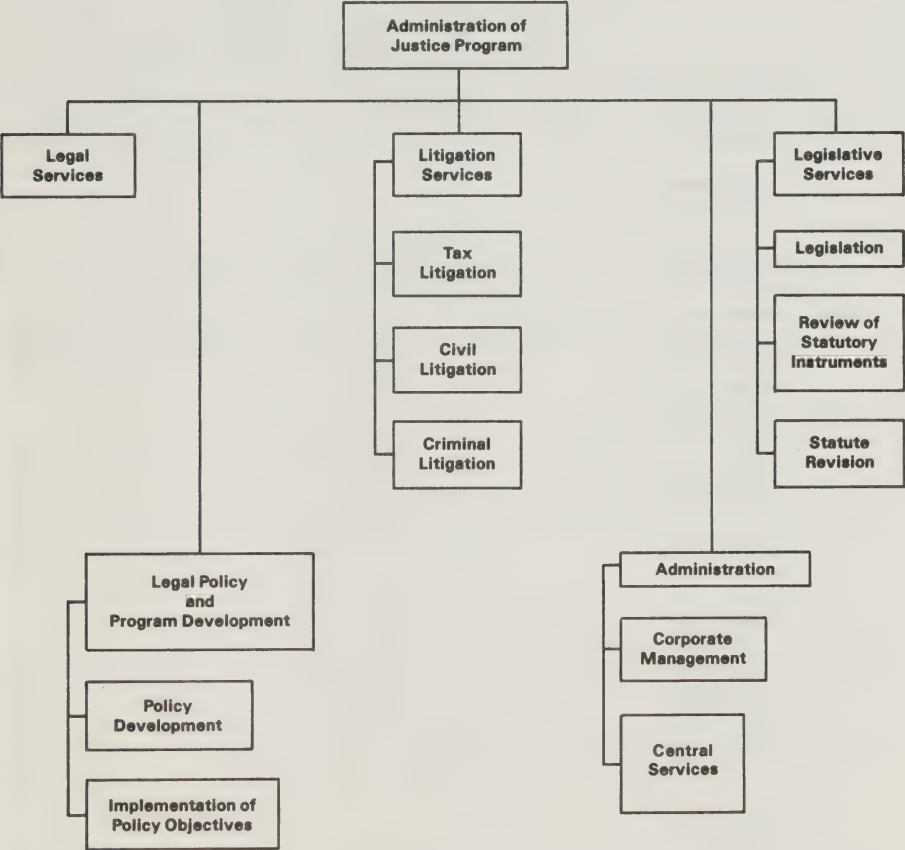 Administration of
Justice Program
Legal
Services
Litigation
Services
Tax
Litigation
Civil
Litigation
Criminal
Litigation
Legislative
Services
Legislation
Review of
Statutory
Instruments
Statute
Revision
Legal Policy
and
Program Development
Policy
Development
Implementation of
Policy Objectives
Administration
Corporate
Management
Central
Services